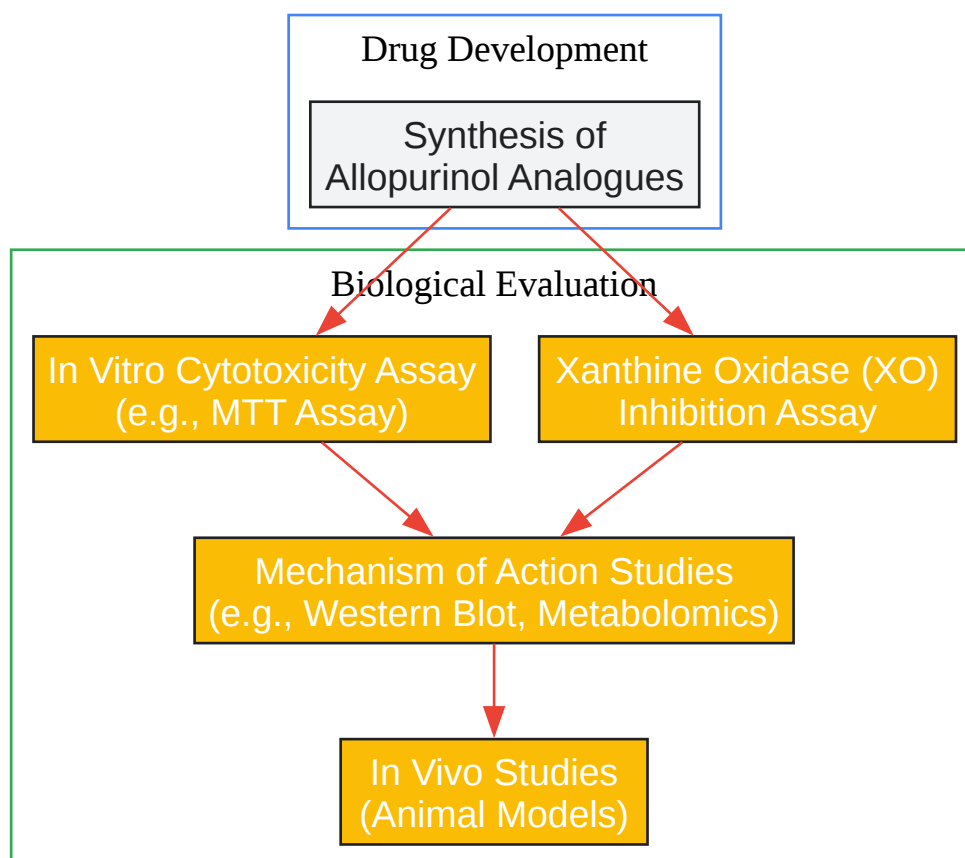 Drug Development
Synthesis of
Allopurinol Analogues
Biological Evaluation
In Vitro Cytotoxicity Assay
(e.g., MTT Assay)
Xanthine Oxidase (XO)
Inhibition Assay
Mechanism of Action Studies
(e.g., Western Blot, Metabolomics)
In Vivo Studies
(Animal Models)